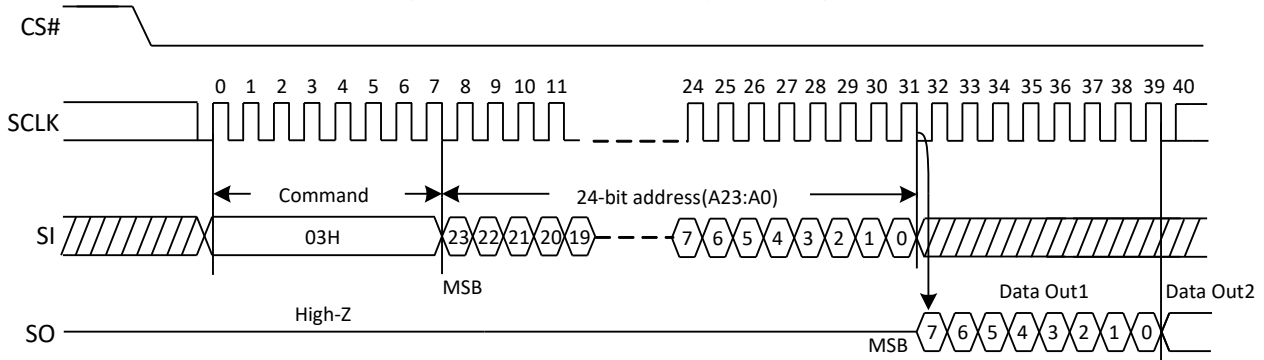 CS#
0 1 2 3 4 5 6 7 8 9 10 11 24 25 26 27 28 29 30 31 32 33 34 35 36 37 38 39 40
SCLK
Command 24-bit address(A23:A0)
SI 03H 23 22 21 20 19 7 6 5 4 3 2 1 0
MSB
High-Z Data Out1 Data Out2
SO 7 6 5 4 3 2 1 0
MSB